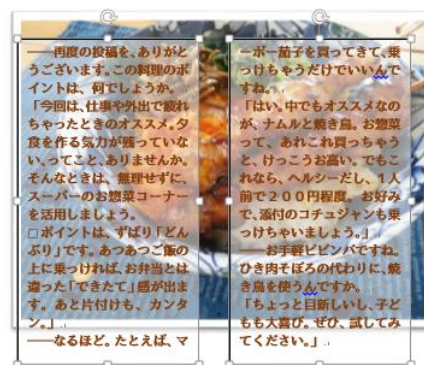 ――再度の投稿を、ありがと
うございます。この料理のポ
イントは、何でしょうか。
「今回は、仕事や外出で疲れ
ちゃったときのオススメ。夕
食を作る気力が残っていな
い、ってこと、ありませんか。
そんなときは、無理せずに、
スーパーのお惣菜コーナー
を活用しましょう。
□ポイントは、ずばり「どん
ぶり」です。あつあつご飯の
上に乗っければ、お弁当とは
違った「できたて」感が出ま
す。あと片付けも、カンタ
ン。」
――なるほど。たとえば、マ
ーボー茄子を買ってきて、乗
っけちゃうだけでいいんで
すね。
「はい。中でもオススメなの
が、ナムルと焼き鳥。お惣菜
って、あれこれ買っちゃう
と、けっこうお高い。でもこ
れなら、ヘルシーだし、1人
前で200円程度。お好み
で、添付のコチュジャンも乗
っけちゃいましょう。」
――お手軽ビビンバですね。
ひき肉そぼろの代わりに、焼
き鳥を使うんですか。
「ちょっと目新しいし、子ど
もも大喜び。ぜひ、試してみ
てください。」